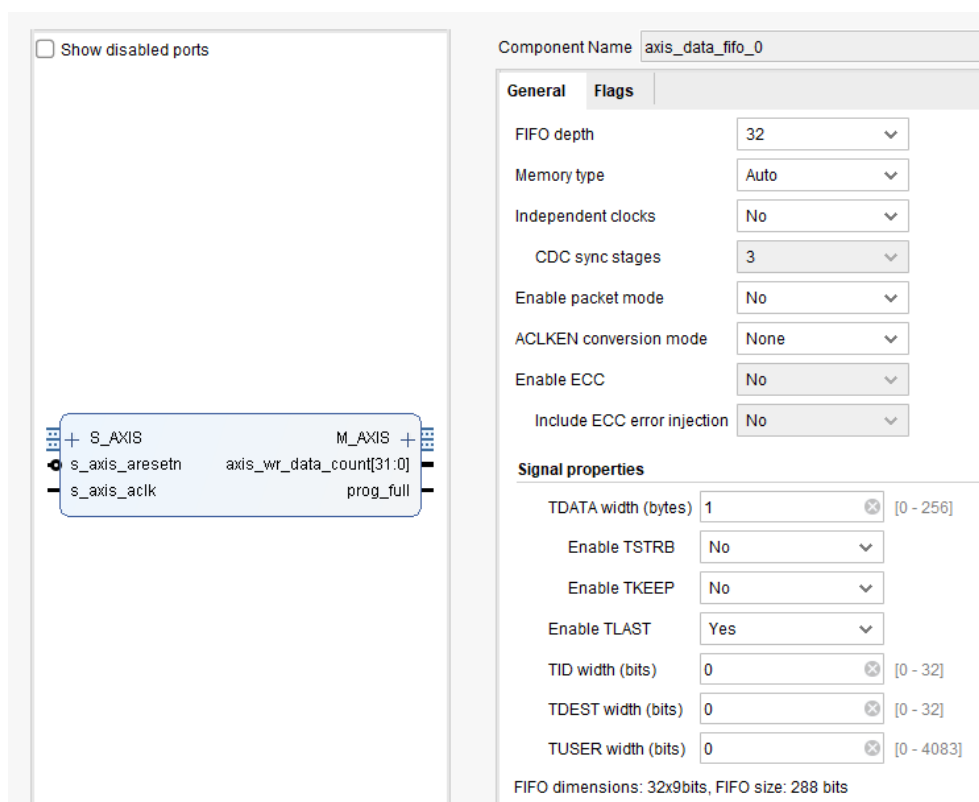 Show disabled ports
S_AXIS
M_AXIS
s_axis_aresetn
axis_wr_data_count[31:0]
s_axis_aclk
prog_full
Component Name axis_data_fifo_0
General Flags
FIFO depth 32
Memory type Auto
Independent clocks No
CDC sync stages 3
Enable packet mode No
ACLKEN conversion mode None
Enable ECC No
Include ECC error injection No
Signal properties
TDATA width (bytes) 1 [0 - 256]
Enable TSTRB No
Enable TKEEP No
Enable TLAST Yes
TID width (bits) 0 [0 - 32]
TDEST width (bits) 0 [0 - 32]
TUSER width (bits) 0 [0 - 4083]
FIFO dimensions: 32x9bits, FIFO size: 288 bits